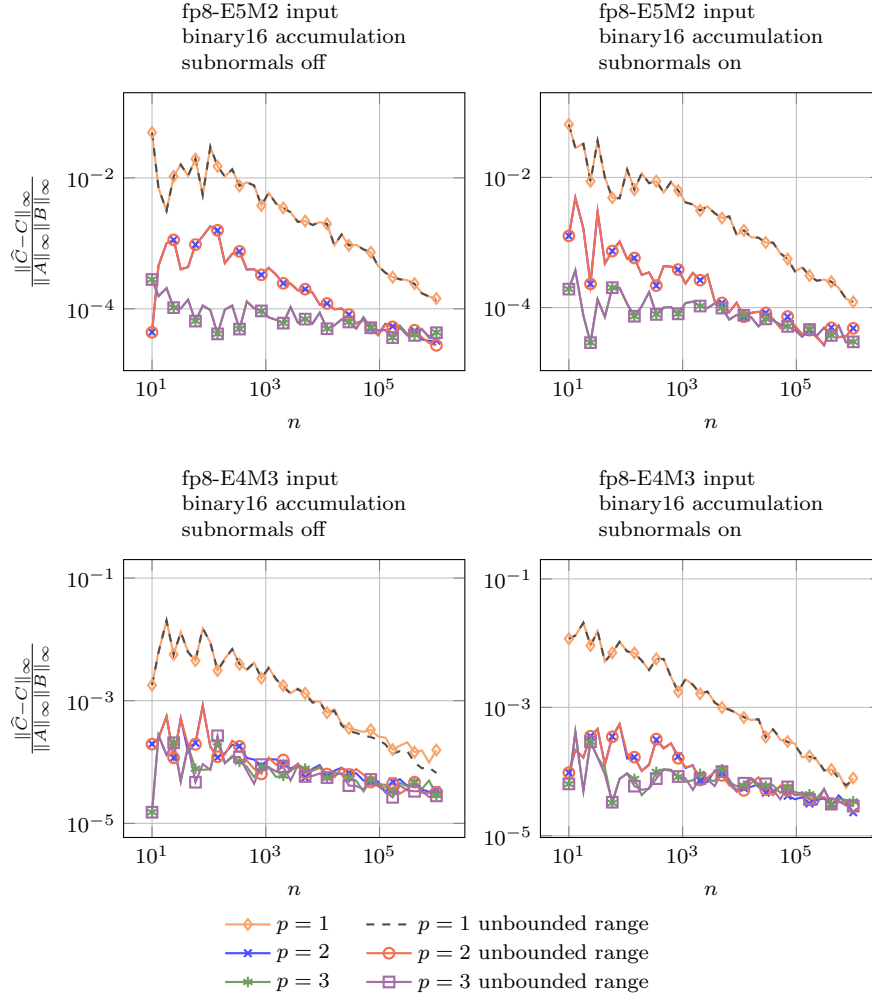 fp8-E5M2 input
binary16 accumulation
subnormals off
‖Ĉ−C‖∞
‖A‖∞‖B‖∞
10−2
10−4
101
103
105
n
fp8-E5M2 input
binary16 accumulation
subnormals on
10−2
10−4
101
103
105
n
fp8-E4M3 input
binary16 accumulation
subnormals off
‖Ĉ−C‖∞
‖A‖∞‖B‖∞
10−1
10−3
10−5
101
103
105
n
fp8-E4M3 input
binary16 accumulation
subnormals on
10−1
10−3
10−5
101
103
105
n
p = 1
p = 1 unbounded range
p = 2
p = 2 unbounded range
p = 3
p = 3 unbounded range